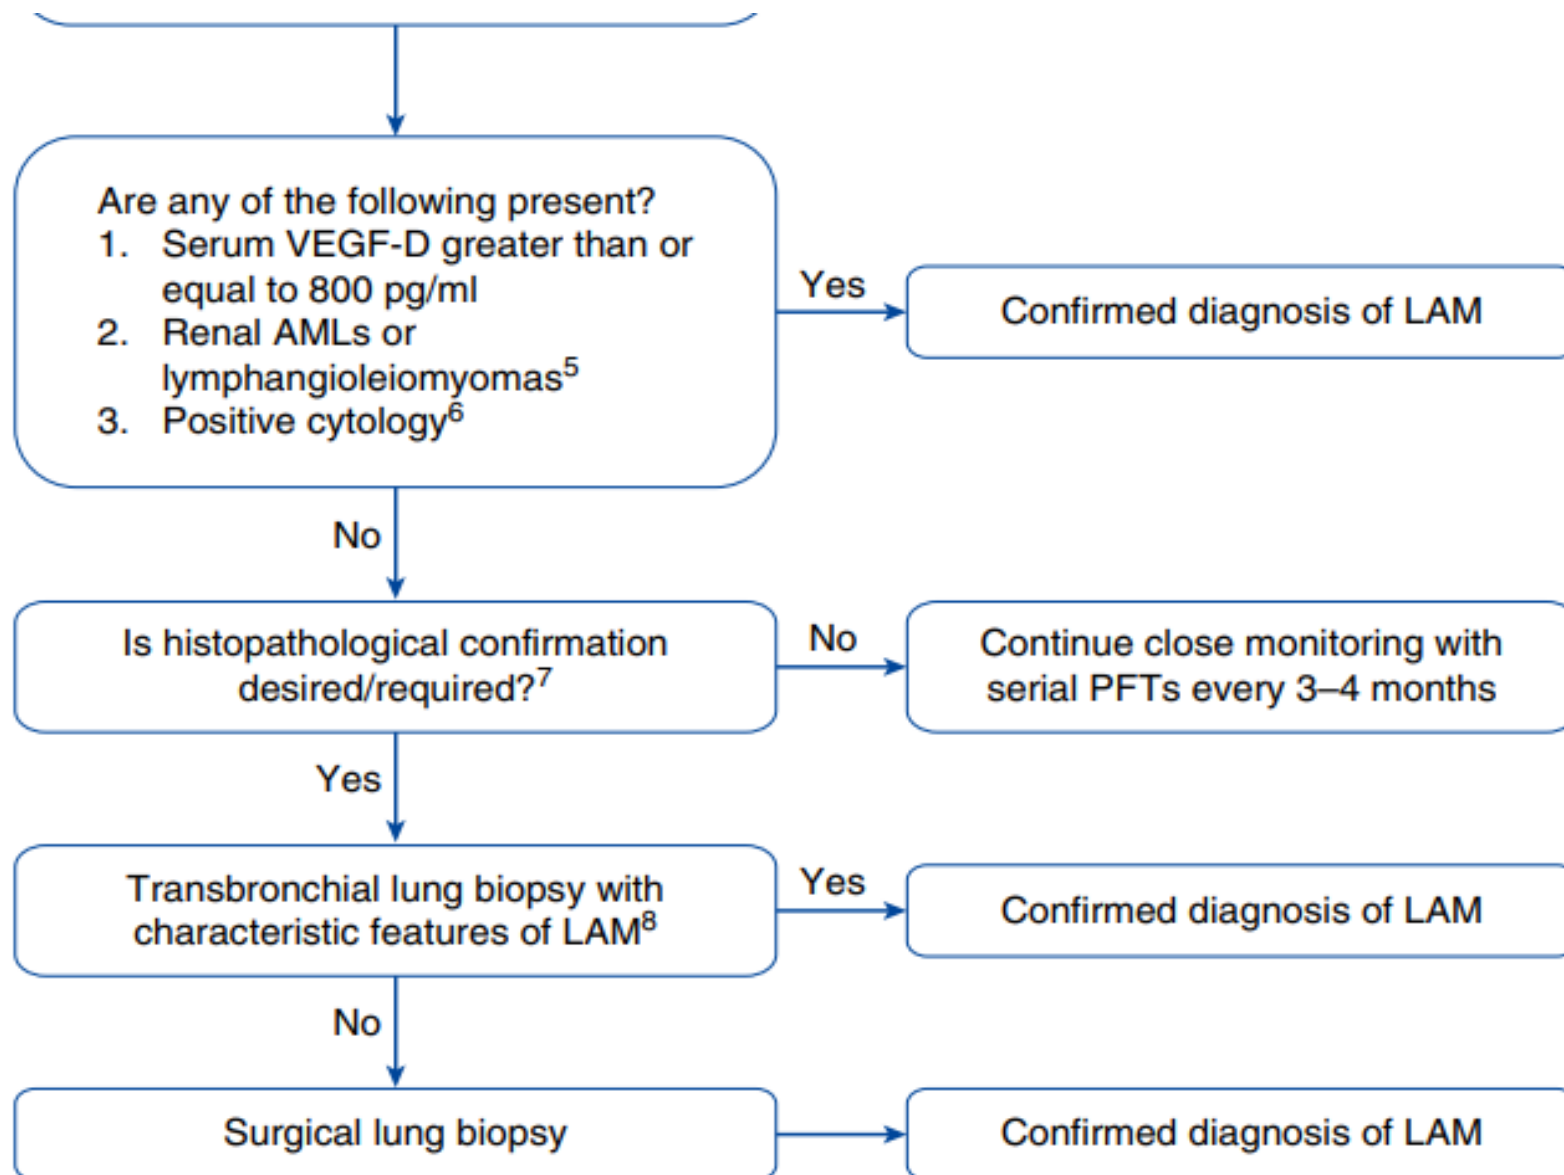 Are any of the following present?
1. Serum VEGF-D greater than or
equal to 800 pg/ml
2. Renal AMLs or
lymphangioleiomyomas5
3. Positive cytology6
Yes
Confirmed diagnosis of LAM
No
Is histopathological confirmation
desired/required?7
No
Continue close monitoring with
serial PFTs every 3–4 months
Yes
Transbronchial lung biopsy with
characteristic features of LAM8
Yes
Confirmed diagnosis of LAM
No
Surgical lung biopsy
Confirmed diagnosis of LAM